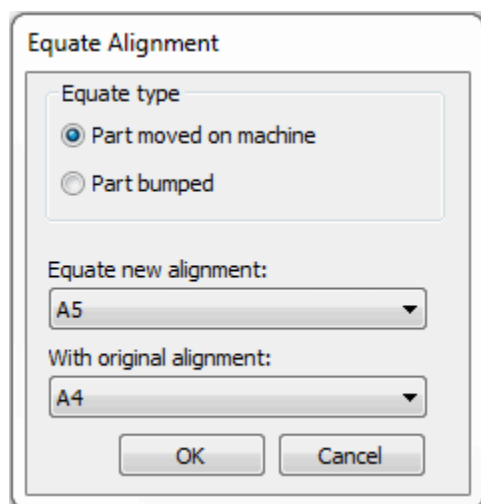 Equate Alignment
Equate type
Part moved on machine
Part bumped
Equate new alignment:
A5
With original alignment:
A4
OK Cancel